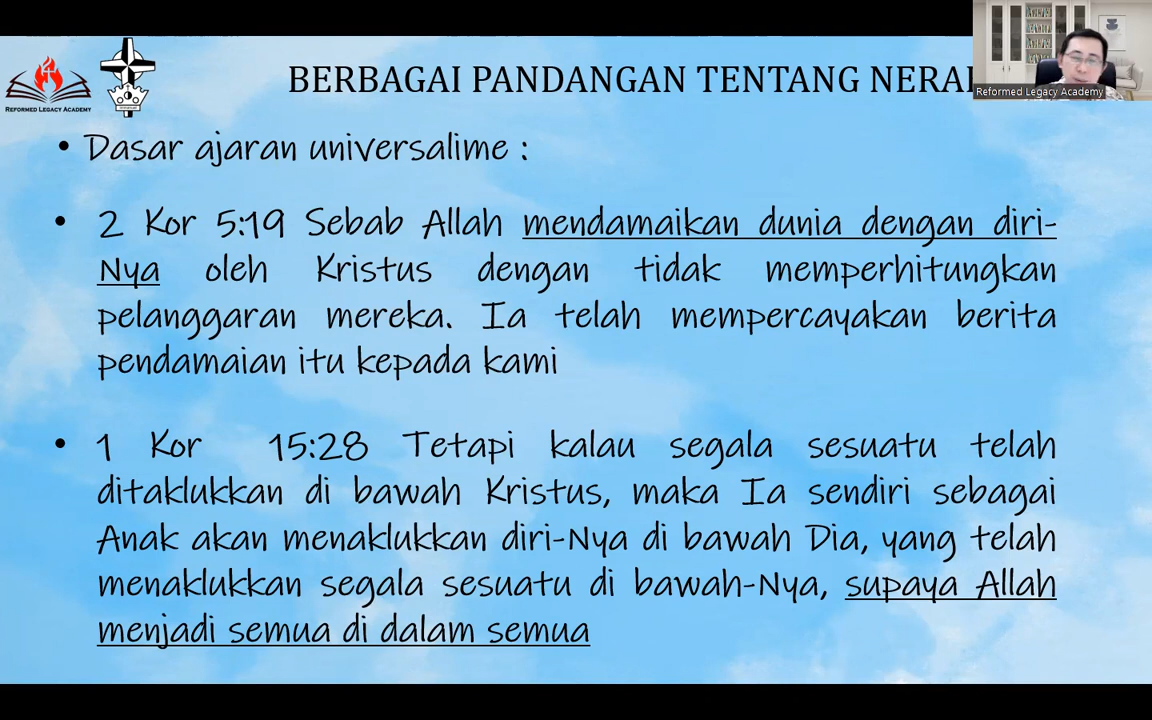 BERBAGAI PANDANGAN TENTANG NERA
Reformed Legacy Academy
REFORMED LEGACY ACADEMY
• Dasar ajaran universalime :
• 2 Kor 5:19 Sebab Allah mendamaikan dunia dengan diri-
Nya oleh Kristus dengan tidak memperhitungkan
pelanggaran mereka. Ia telah mempercayakan berita
pendamaian itu kepada kami
• 1 Kor 15:28 Tetapi kalau segala sesuatu telah
ditaklukkan di bawah Kristus, maka Ia sendiri sebagai
Anak akan menaklukkan diri-Nya di bawah Dia, yang telah
menaklukkan segala sesuatu di bawah-Nya, supaya Allah
menjadi semua di dalam semua